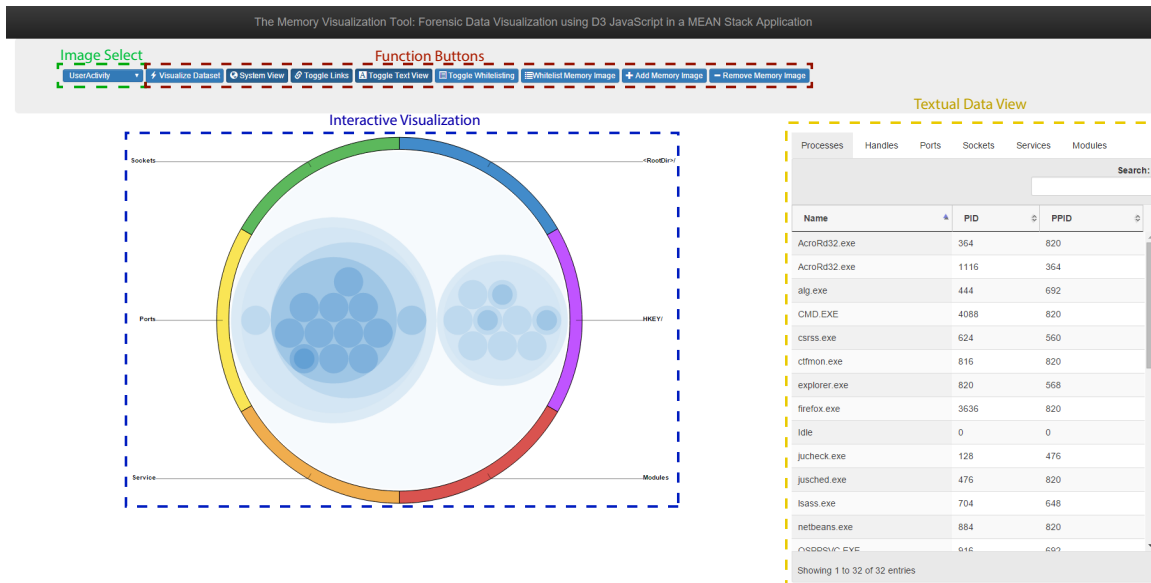 The Memory Visualization Tool: Forensic Data Visualization using D3 JavaScript in a MEAN Stack Application
Image Select
Function Buttons
UserActivity
Visualize Dataset
System View
Toggle Links
Toggle Text View
Toggle Whitelisting
Whitelist Memory Image
Add Memory Image
Remove Memory Image
Interactive Visualization
Sockets
<RootDir>/
Ports
HKEY/
Service
Modules
Textual Data View
Processes Handles Ports Sockets Services Modules
Search:
Name PID PPID
AcroRd32.exe 364 820
AcroRd32.exe 1116 364
alg.exe 444 692
CMD.EXE 4088 820
csrss.exe 624 560
ctfmon.exe 816 820
explorer.exe 820 568
firefox.exe 3636 820
Idle 0 0
jucheck.exe 128 476
jusched.exe 476 820
lsass.exe 704 648
netbeans.exe 884 820
OSPPSVC.EXE 916 692
Showing 1 to 32 of 32 entries